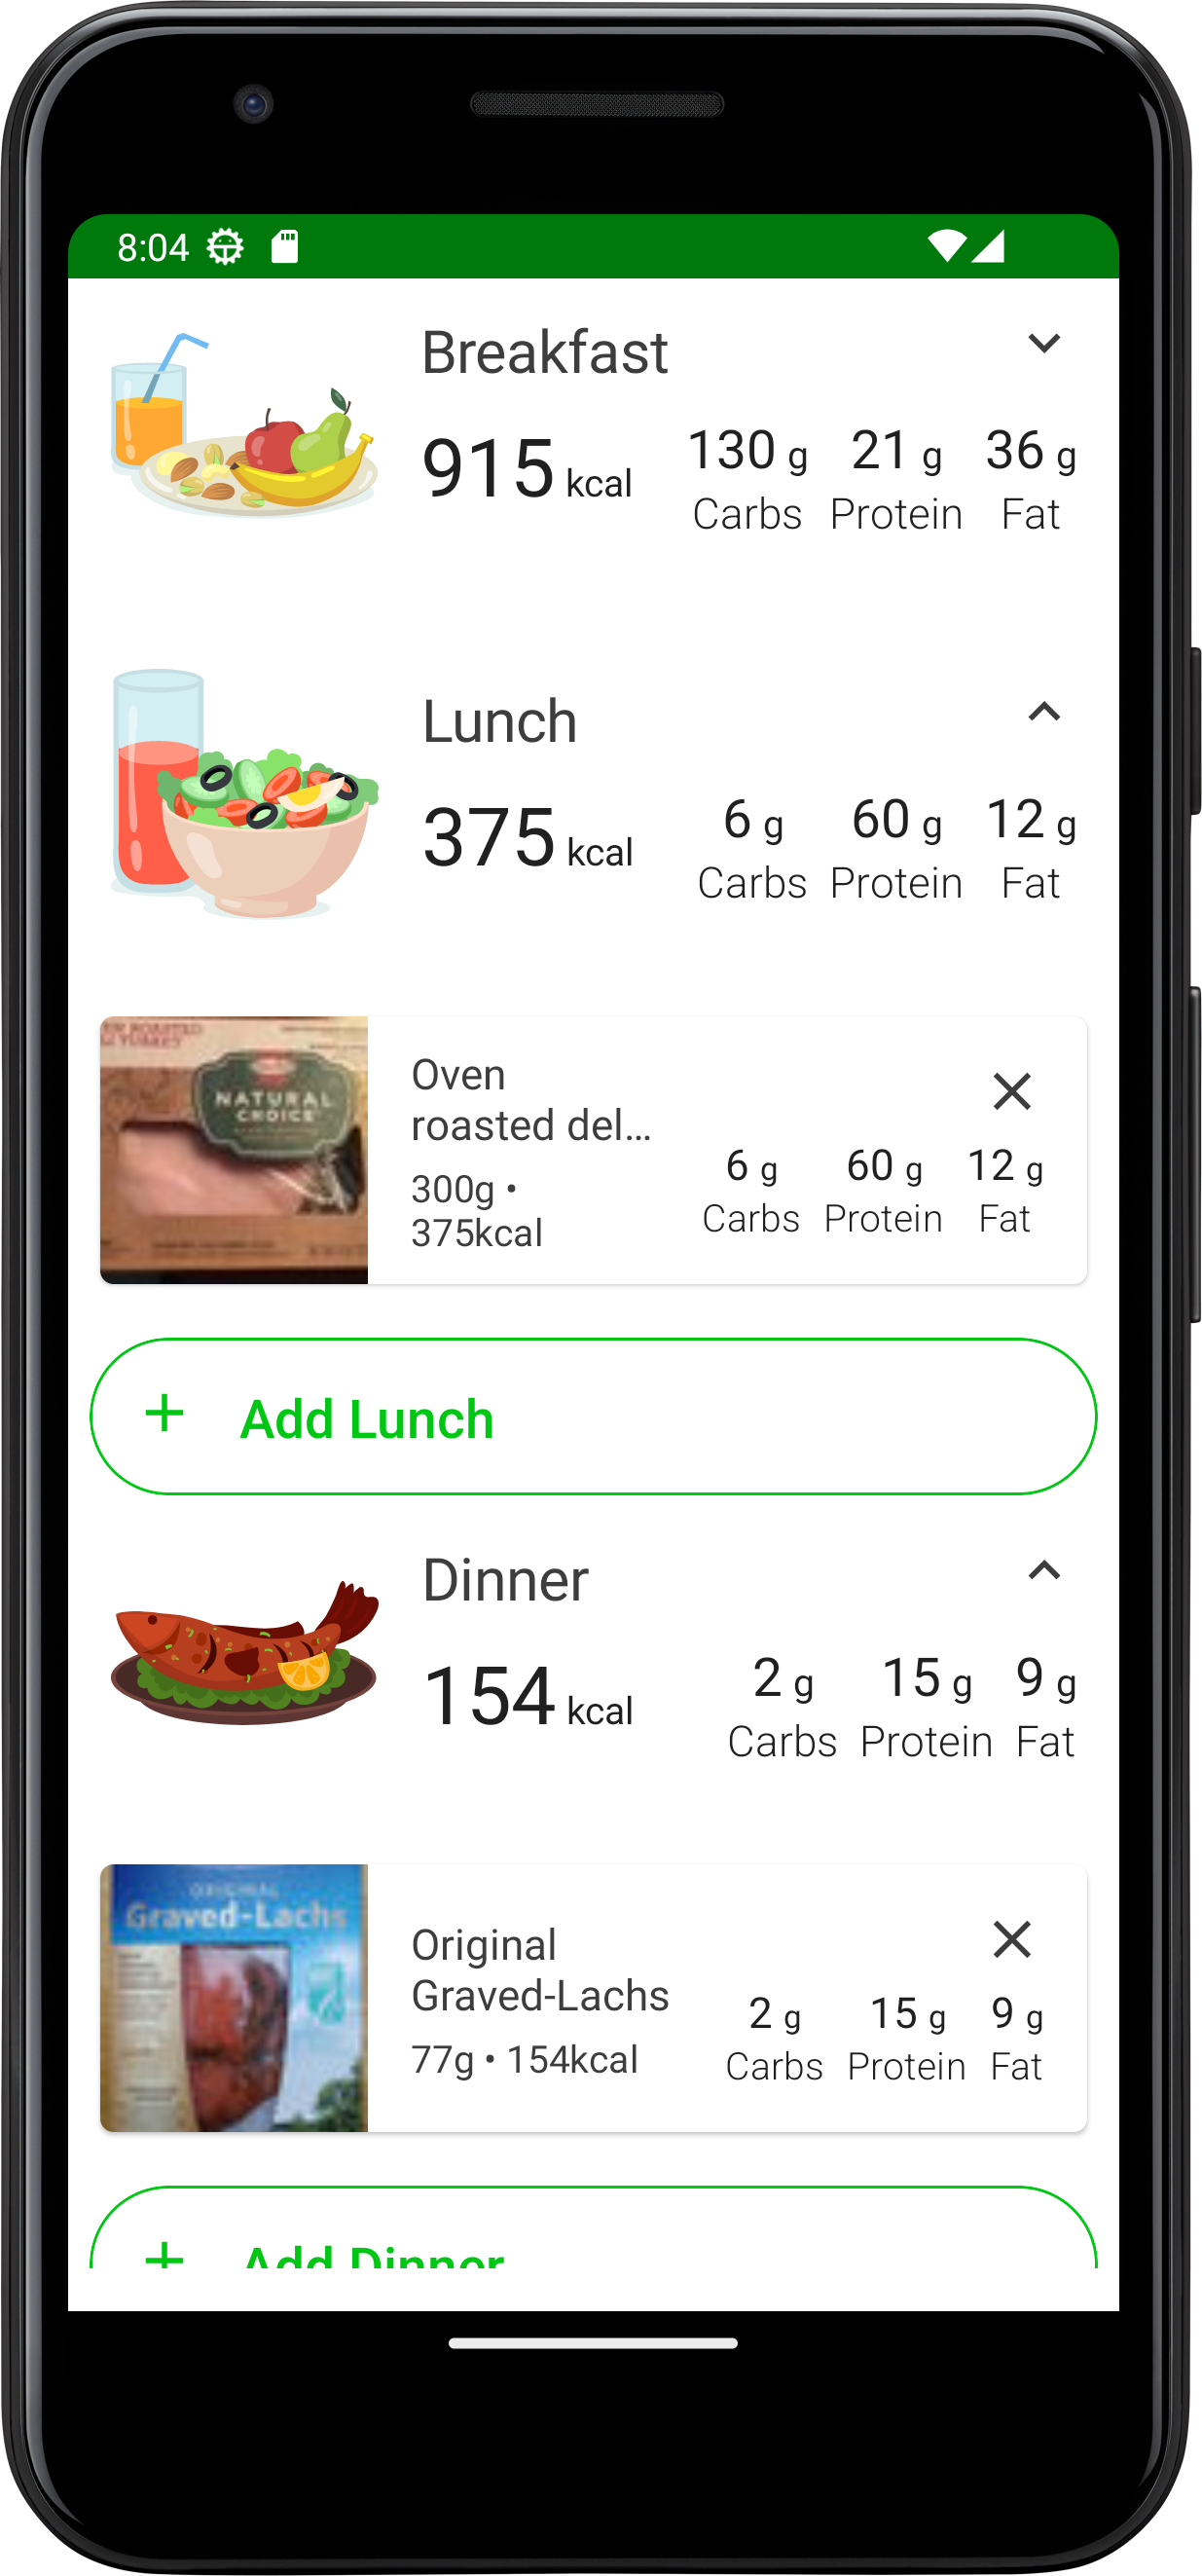 8:04
Breakfast
915 kcal
130 g 21 g 36 g
Carbs Protein Fat
Lunch
375 kcal
6 g 60 g 12 g
Carbs Protein Fat
NATURAL
CHOICE
Oven
roasted del...
300g •
375kcal
6 g 60 g 12 g
Carbs Protein Fat
+ Add Lunch
Dinner
154 kcal
2 g 15 g 9 g
Carbs Protein Fat
ORIGINAL
Graved-Lachs
Original
Graved-Lachs
77g • 154kcal
2 g 15 g 9 g
Carbs Protein Fat
+ Add Dinner